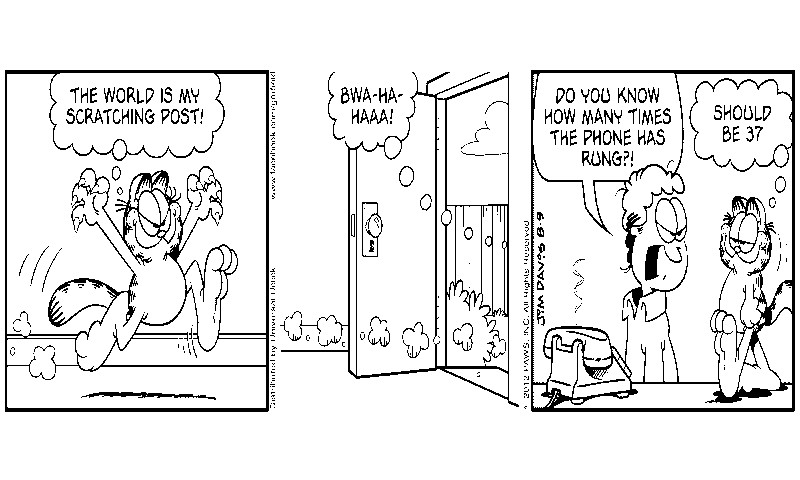 THE WORLD IS MY
SCRATCHING POST!
BWA-HA-
HAAA!
DO YOU KNOW
HOW MANY TIMES
THE PHONE HAS
RUNG?!
SHOULD
BE 37
JIM DAVIS 8-9
© 2012 PAWS, INC. All Rights Reserved